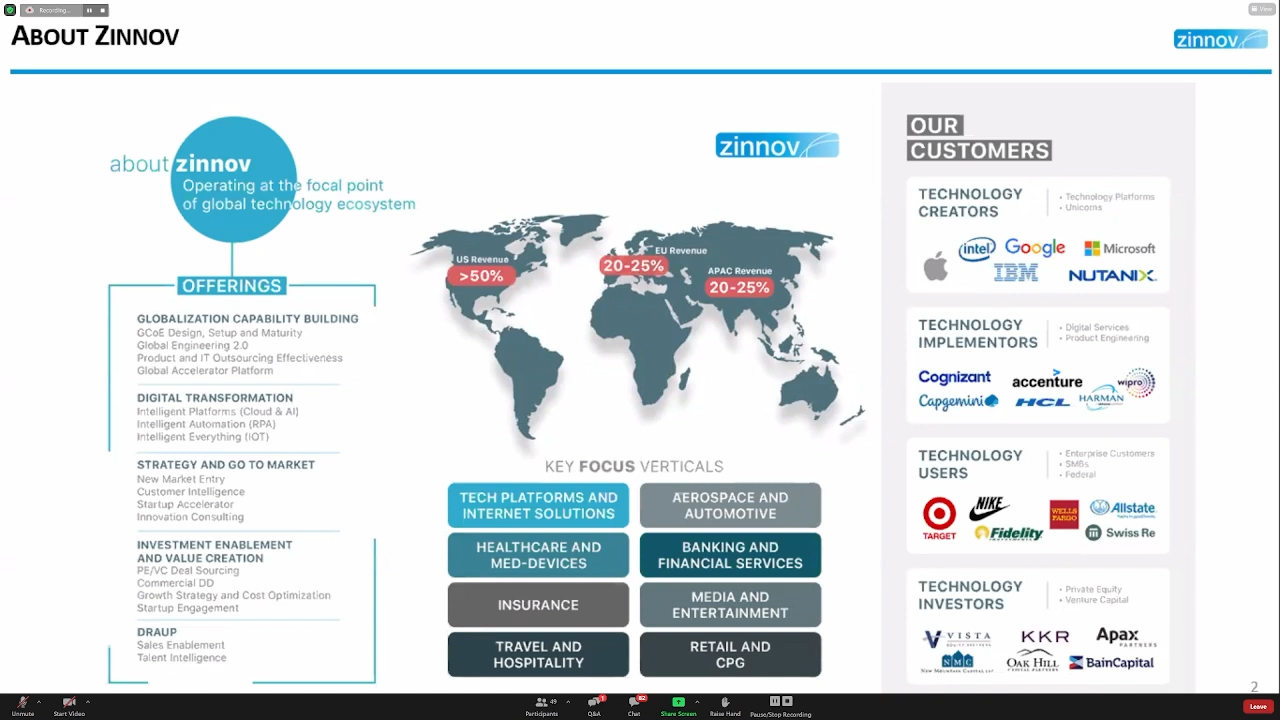 Recording...
View
ABOUT ZINNOV
zinnov
about zinnov
Operating at the focal point
of global technology ecosystem
OFFERINGS
GLOBALIZATION CAPABILITY BUILDING
GCoE Design, Setup and Maturity
Global Engineering 2.0
Product and IT Outsourcing Effectiveness
Global Accelerator Platform
DIGITAL TRANSFORMATION
Intelligent Platforms (Cloud & AI)
Intelligent Automation (RPA)
Intelligent Everything (IOT)
STRATEGY AND GO TO MARKET
New Market Entry
Customer Intelligence
Startup Accelerator
Innovation Consulting
INVESTMENT ENABLEMENT
AND VALUE CREATION
PE/VC Deal Sourcing
Commercial DD
Growth Strategy and Cost Optimization
Startup Engagement
DRAUP
Sales Enablement
Talent Intelligence
zinnov
US Revenue
>50%
EU Revenue
20-25%
APAC Revenue
20-25%
KEY FOCUS VERTICALS
TECH PLATFORMS AND
INTERNET SOLUTIONS
AEROSPACE AND
AUTOMOTIVE
HEALTHCARE AND
MED-DEVICES
BANKING AND
FINANCIAL SERVICES
INSURANCE
MEDIA AND
ENTERTAINMENT
TRAVEL AND
HOSPITALITY
RETAIL AND
CPG
OUR
CUSTOMERS
TECHNOLOGY
CREATORS
• Technology Platforms
• Unicorns
intel Google Microsoft
IBM NUTANIX
TECHNOLOGY
IMPLEMENTORS
• Digital Services
• Product Engineering
Cognizant accenture wipro
Capgemini HCL HARMAN
TECHNOLOGY
USERS
• Enterprise Customers
• SMBs
• Federal
TARGET NIKE WELLS FARGO Allstate
Fidelity INVESTMENTS Swiss Re
TECHNOLOGY
INVESTORS
• Private Equity
• Venture Capital
VISTA EQUITY PARTNERS KKR Apax PARTNERS
NMC NEW MOUNTAIN CAPITAL LLC OAK HILL CAPITAL PARTNERS BainCapital
2
Unmute
Start Video
Participants
49
Q&A
Chat
Share Screen
Raise Hand
Pause/Stop Recording
Leave